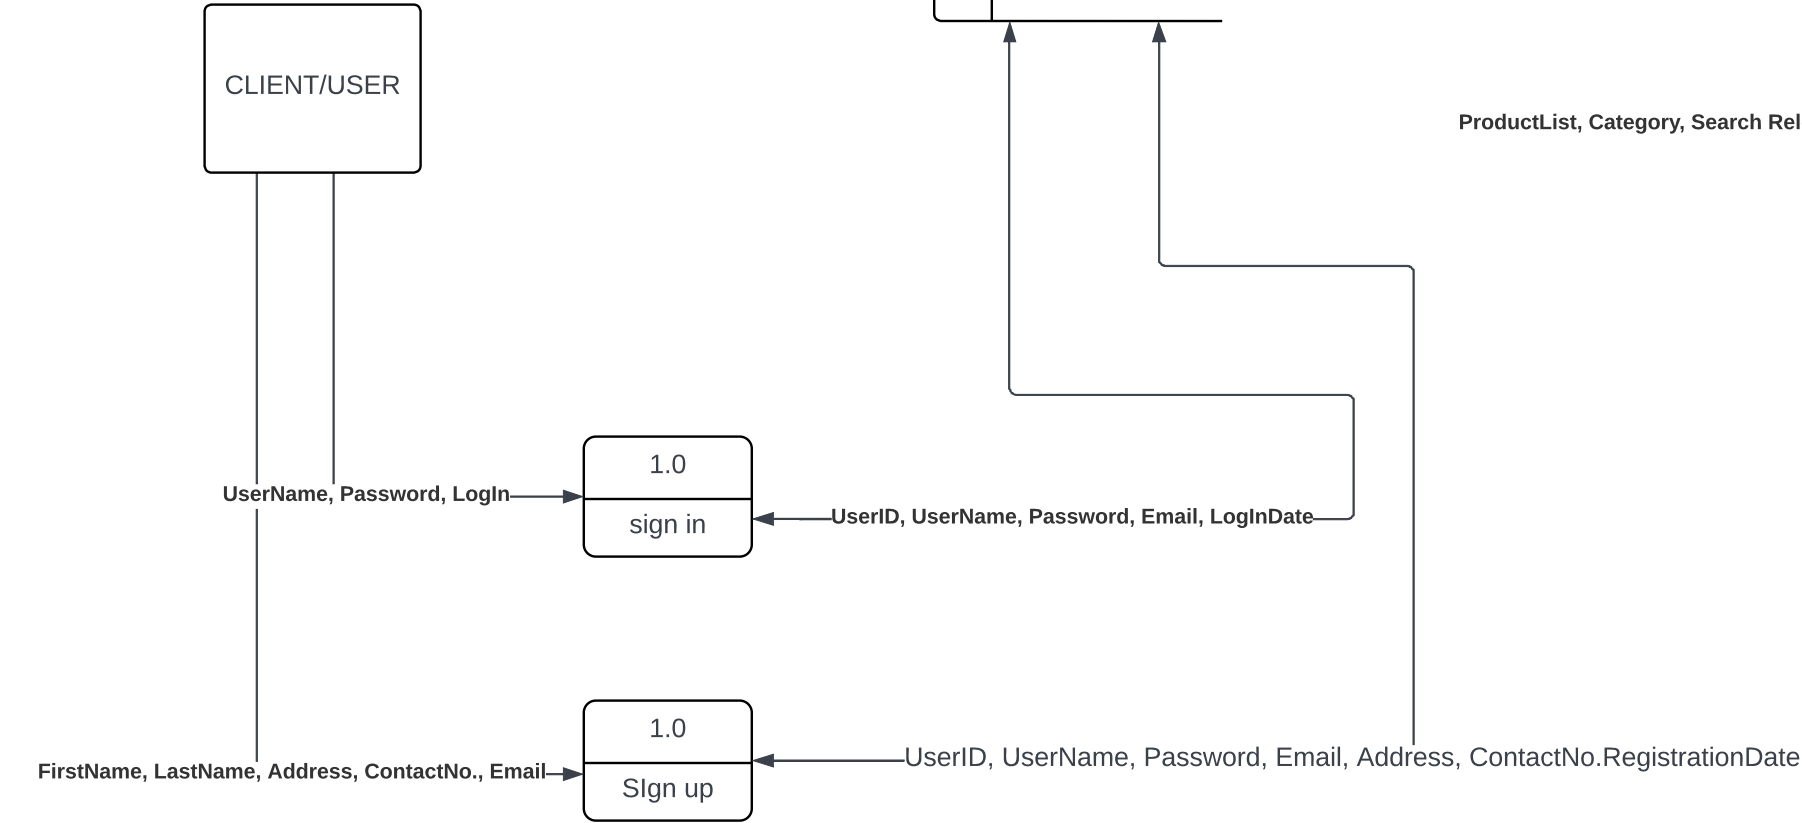 CLIENT/USER
ProductList, Category, Search Rel
1.0
UserName, Password, LogIn
sign in
UserID, UserName, Password, Email, LogInDate
1.0
UserID, UserName, Password, Email, Address, ContactNo.RegistrationDate
FirstName, LastName, Address, ContactNo., Email
SIgn up